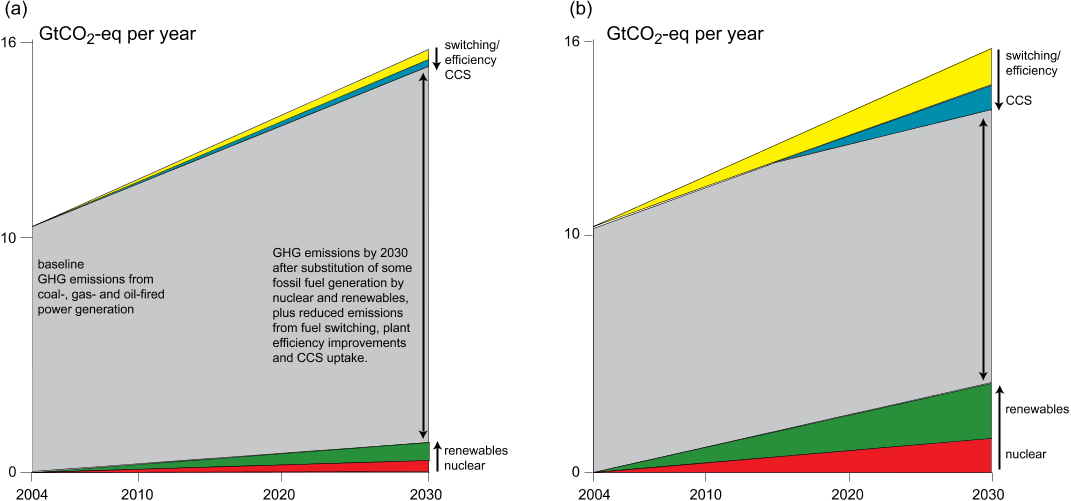 (a)
GtCO2-eq per year
16
10
0
switching/
efficiency
CCS
baseline
GHG emissions from
coal-, gas- and oil-fired
power generation
GHG emissions by 2030
after substitution of some
fossil fuel generation by
nuclear and renewables,
plus reduced emissions
from fuel switching, plant
efficiency improvements
and CCS uptake.
renewables
nuclear
2004 2010 2020 2030
(b)
GtCO2-eq per year
16
10
0
switching/
efficiency
CCS
renewables
nuclear
2004 2010 2020 2030